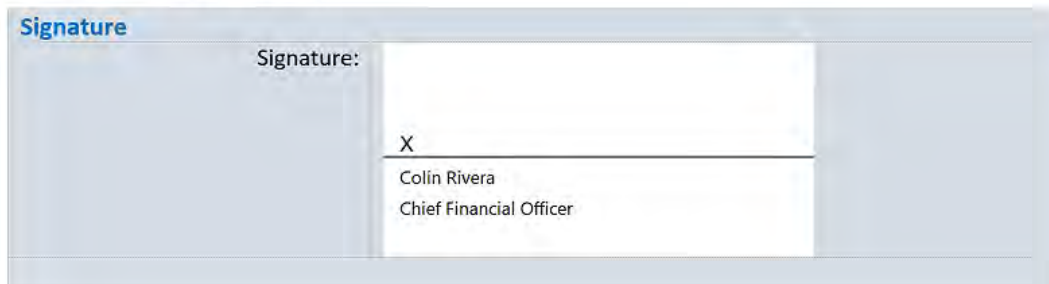 Signature
Signature:
X
Colin Rivera
Chief Financial Officer